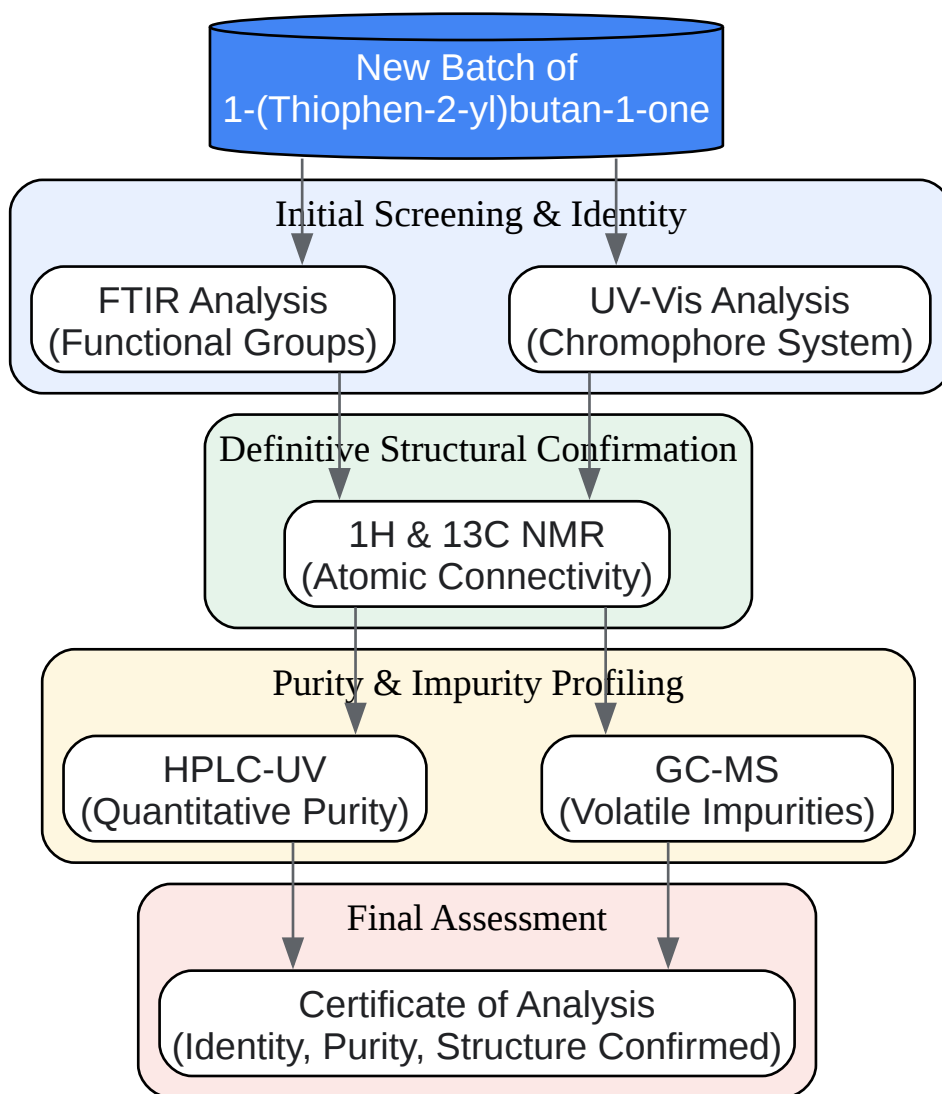 New Batch of
1-(Thiophen-2-yl)butan-1-one
Initial Screening & Identity
FTIR Analysis
(Functional Groups)
UV-Vis Analysis
(Chromophore System)
Definitive Structural Confirmation
1H & 13C NMR
(Atomic Connectivity)
Purity & Impurity Profiling
HPLC-UV
(Quantitative Purity)
GC-MS
(Volatile Impurities)
Final Assessment
Certificate of Analysis
(Identity, Purity, Structure Confirmed)